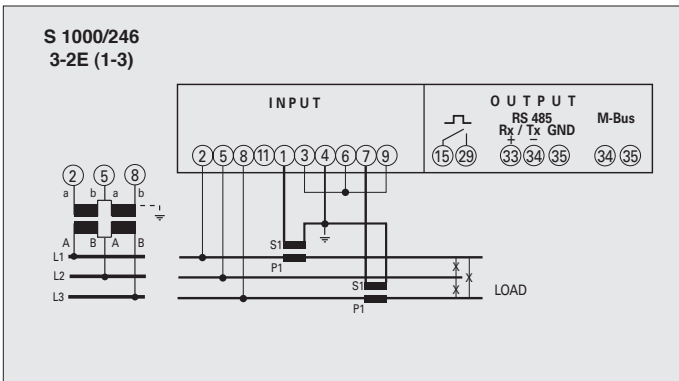 S 1000/246
3-2E (1-3)
INPUT
OUTPUT
RS 485
Rx / Tx GND
+ −
M-Bus
2 5 8 11 1 3 4 6 7 9
15 29 33 34 35 34 35
2 5 8
a b a b
A B A B
L1
L2
L3
S1
P1
S1
P1
X
X
X
LOAD